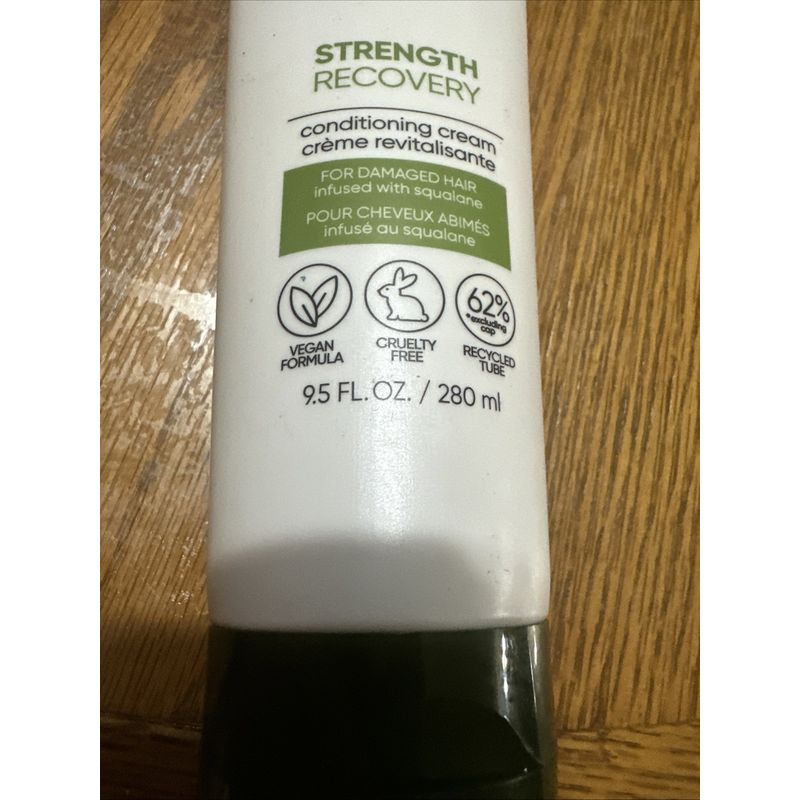 STRENGTH
RECOVERY
conditioning cream
crème revitalisante
FOR DAMAGED HAIR
infused with squalane
POUR CHEVEUX ABIMÉS
infusé au squalane
VEGAN
FORMULA
CRUELTY
FREE
62%
*excluding
cap
RECYCLED
TUBE
9.5 FL. OZ. / 280 ml